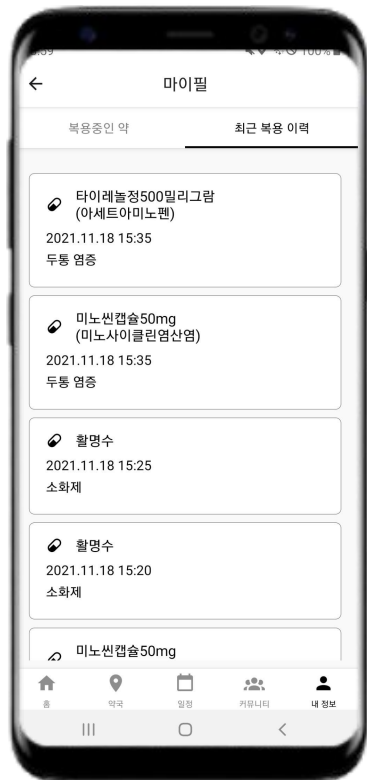 100%
마이필
복용중인 약 최근 복용 이력
타이레놀정500밀리그람
(아세트아미노펜)
2021.11.18 15:35
두통 염증
미노씬캡슐50mg
(미노사이클린염산염)
2021.11.18 15:35
두통 염증
활명수
2021.11.18 15:25
소화제
활명수
2021.11.18 15:20
소화제
미노씬캡슐50mg
홈 약국 일정 커뮤니티 내 정보